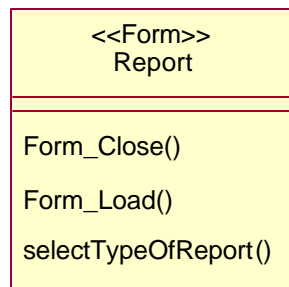 <<Form>>
Report
Form_Close()
Form_Load()
selectTypeOfReport()